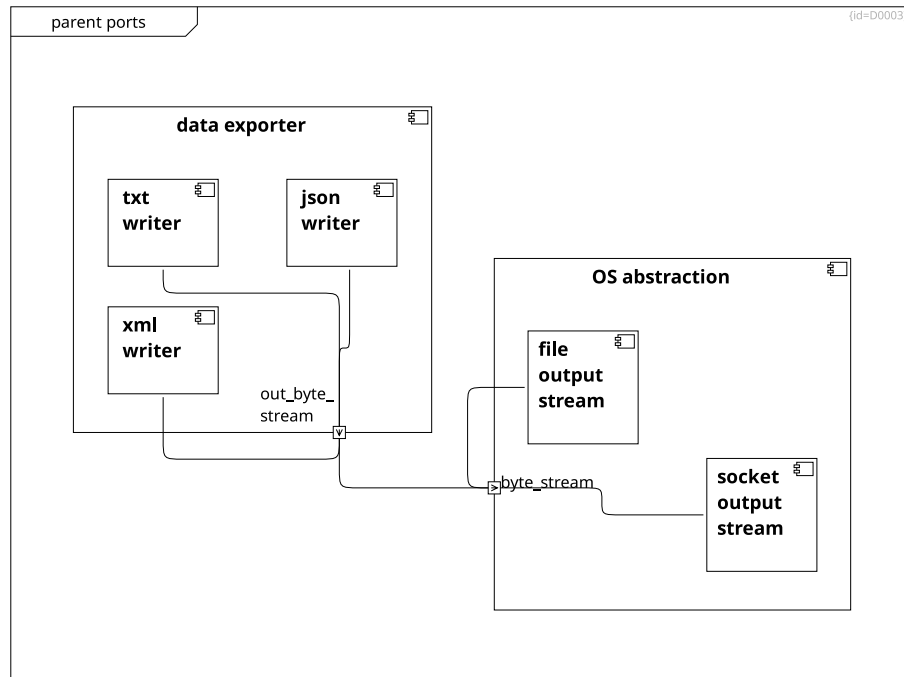 parent ports
{id=D0003
data exporter
txt
writer
json
writer
xml
writer
out_byte_
stream
OS abstraction
file
output
stream
byte_stream
socket
output
stream